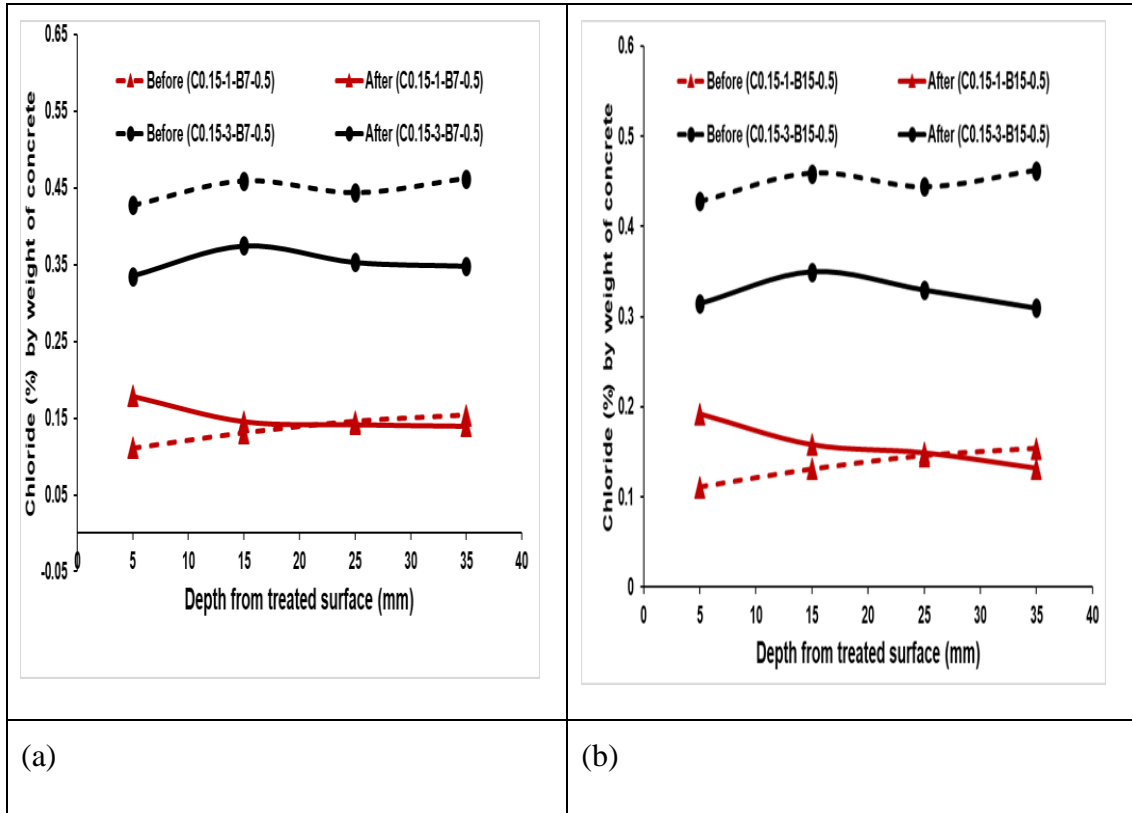 0.65
0.55
0.45
0.35
0.25
0.15
0.05
-0.05
Chloride (%) by weight of concrete
Before (C0.15-1-B7-0.5) After (C0.15-1-B7-0.5)
Before (C0.15-3-B7-0.5) After (C0.15-3-B7-0.5)
0 5 10 15 20 25 30 35 40
Depth from treated surface (mm)
0.6
0.5
0.4
0.3
0.2
0.1
0
Chloride (%) by weight of concrete
Before (C0.15-1-B15-0.5) After (C0.15-1-B15-0.5)
Before (C0.15-3-B15-0.5) After (C0.15-3-B15-0.5)
0 5 10 15 20 25 30 35 40
Depth from treated surface (mm)
(a) (b)